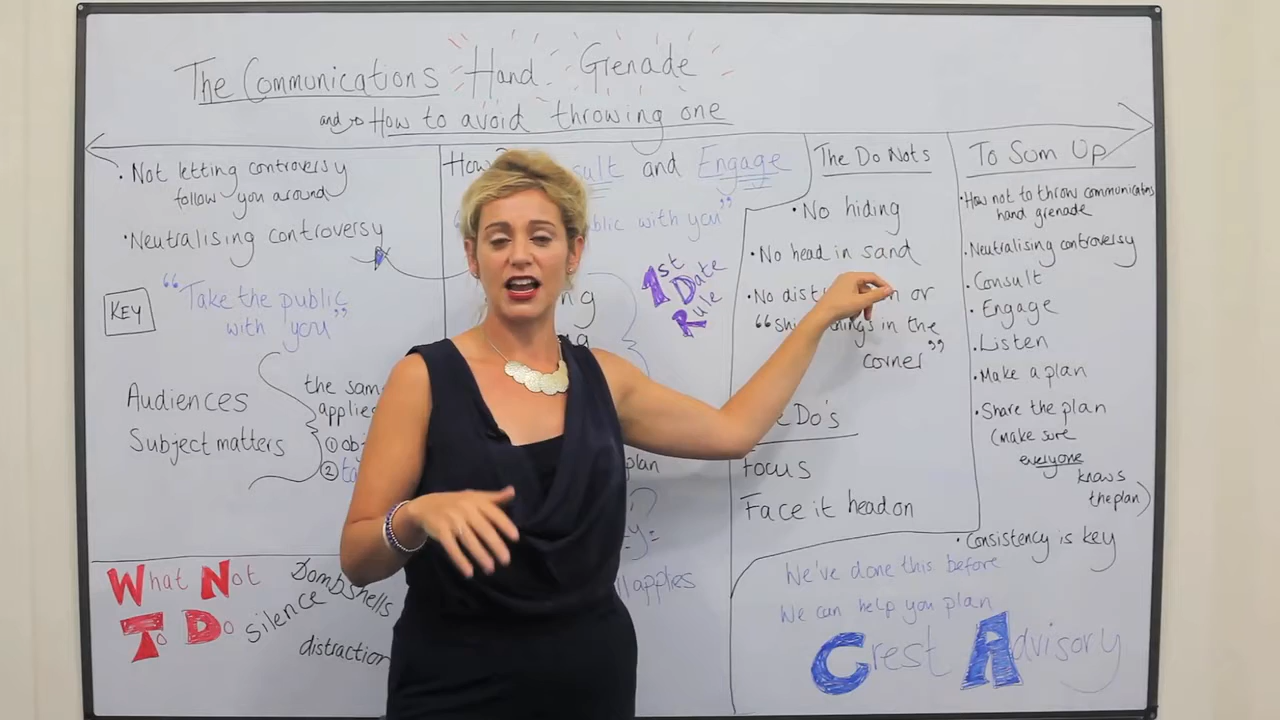 The Communications Hand Grenade
and How to avoid throwing one
• Not letting controversy
follow you around
• Neutralising controversy
KEY
"Take the public
with you"
Audiences
Subject matters
the same
applies
①
②
What Not
To Do
Bombshells
silence
distraction
How? and Engage
public with you"
1st
Date
Rule
plan
applies
The Do Nots
• No hiding
• No head in sand
• No or
" in the
corner"
Do's
Focus
Face it head on
To Sum Up
• How not to throw communications
hand grenade
• Neutralising controversy
• Consult
• Engage
• Listen
• Make a plan
• Share the plan
(make sure
everyone
knows
the plan)
• Consistency is key
We've done this before
We can help you plan
Crest Advisory